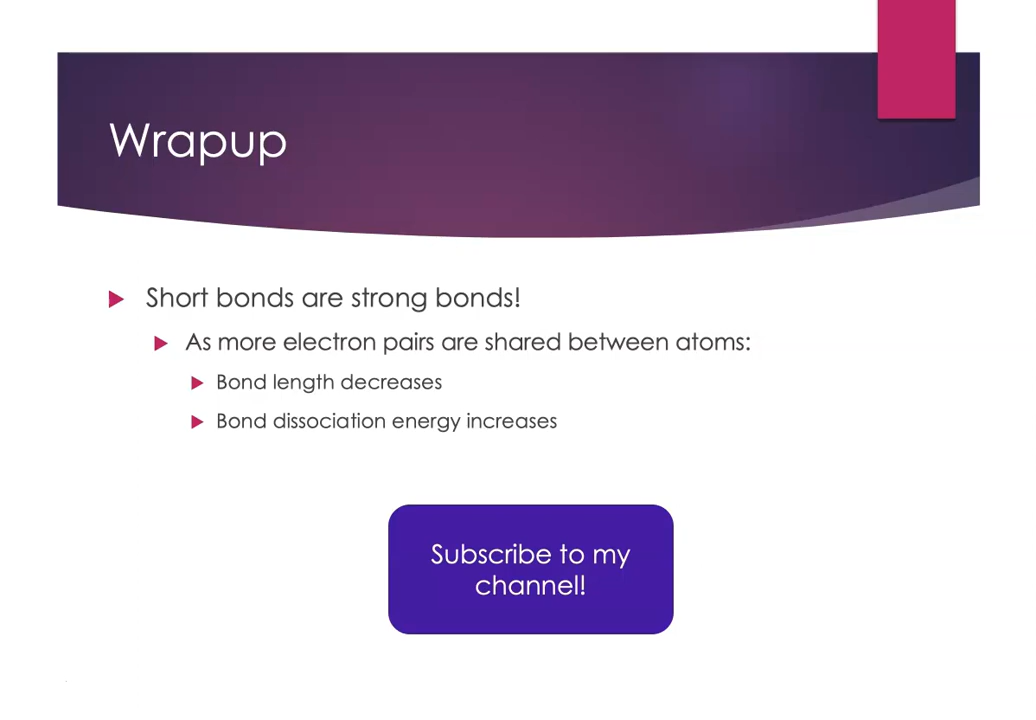 Wrapup
Short bonds are strong bonds!
As more electron pairs are shared between atoms:
Bond length decreases
Bond dissociation energy increases
Subscribe to my
channel!